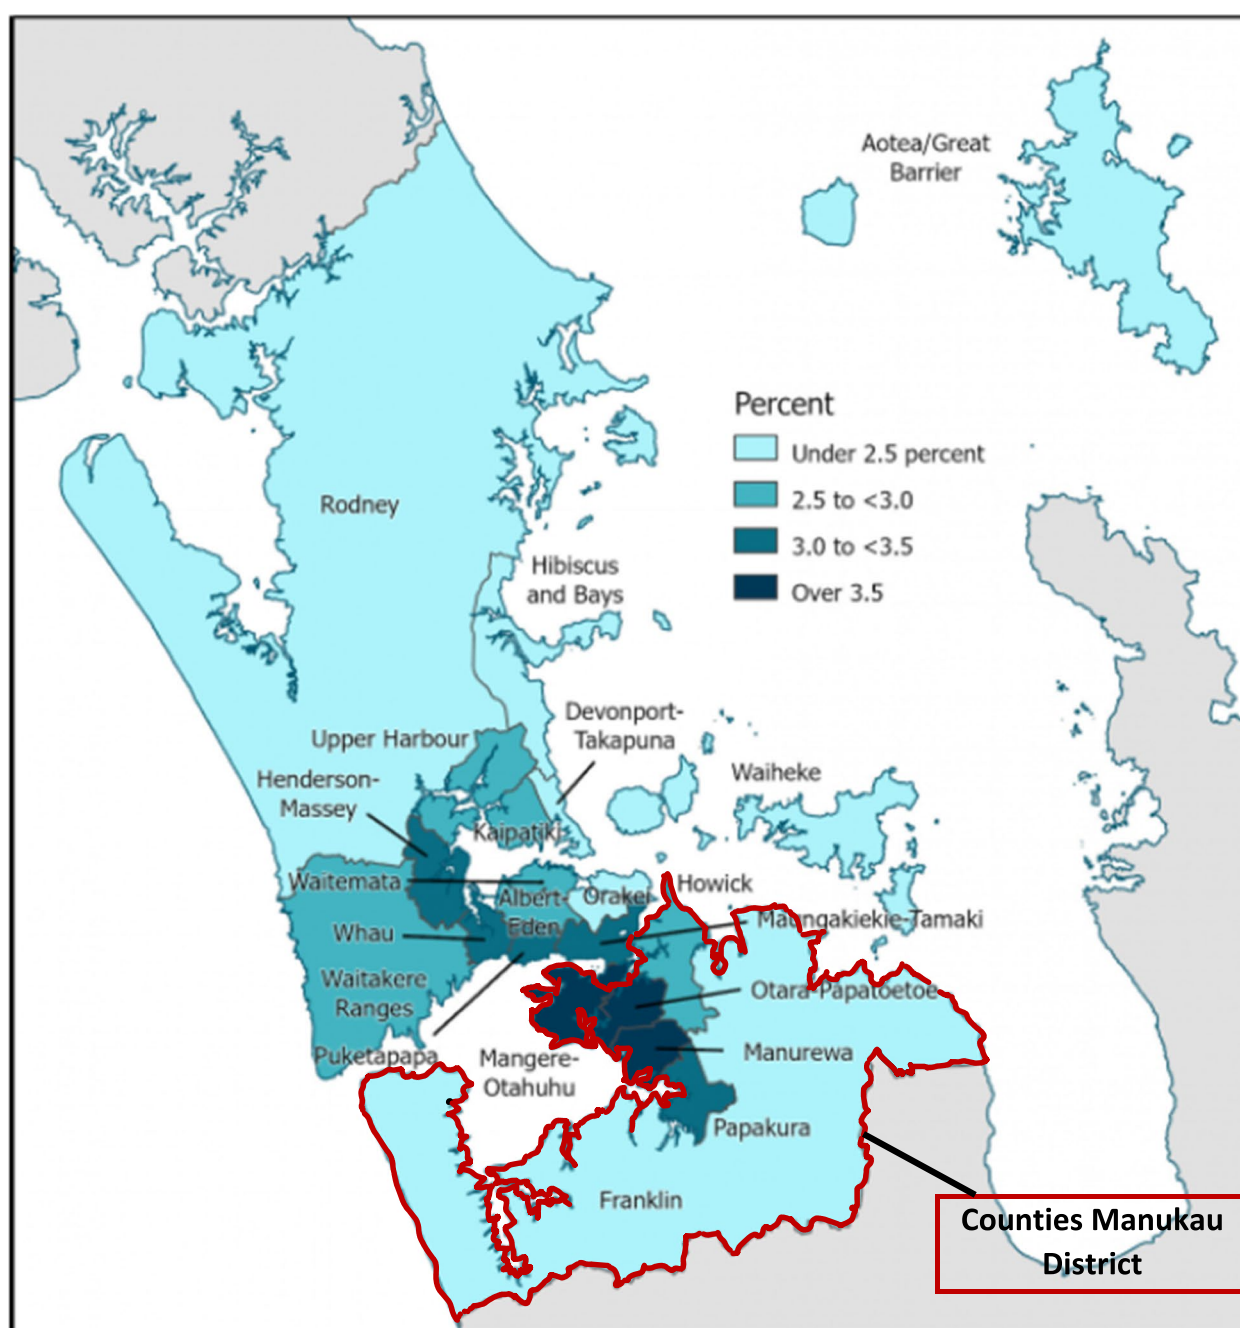 Aotea/Great
Barrier
Percent
Under 2.5 percent
2.5 to <3.0
3.0 to <3.5
Over 3.5
Rodney
Hibiscus
and Bays
Devonport-
Takapuna
Upper Harbour
Henderson-
Massey
Waiheke
Kaipatiki
Waitemata
Albert-
Eden
Orakei
Howick
Maungakiekie-Tamaki
Whau
Waitakere
Ranges
Otara-Papatoetoe
Puketapapa
Mangere-
Otahuhu
Manurewa
Papakura
Franklin
Counties Manukau
District